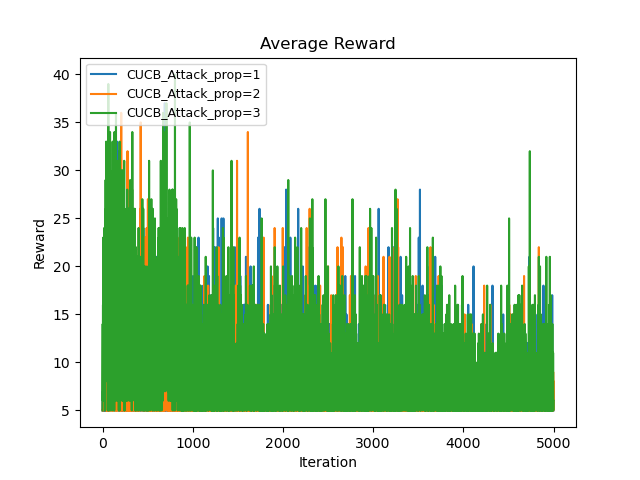 Average Reward
CUCB_Attack_prop=1
CUCB_Attack_prop=2
CUCB_Attack_prop=3
40
35
30
25
20
15
10
5
Reward
0
1000
2000
3000
4000
5000
Iteration